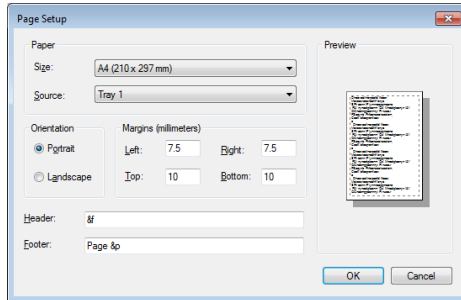 Page Setup
Paper
Size:
A4 (210 x 297 mm)
Source:
Tray 1
Orientation
Portrait
Landscape
Margins (millimeters)
Left: 7.5 Right: 7.5
Top: 10 Bottom: 10
Header: &f
Footer: Page &p
Preview
OK Cancel